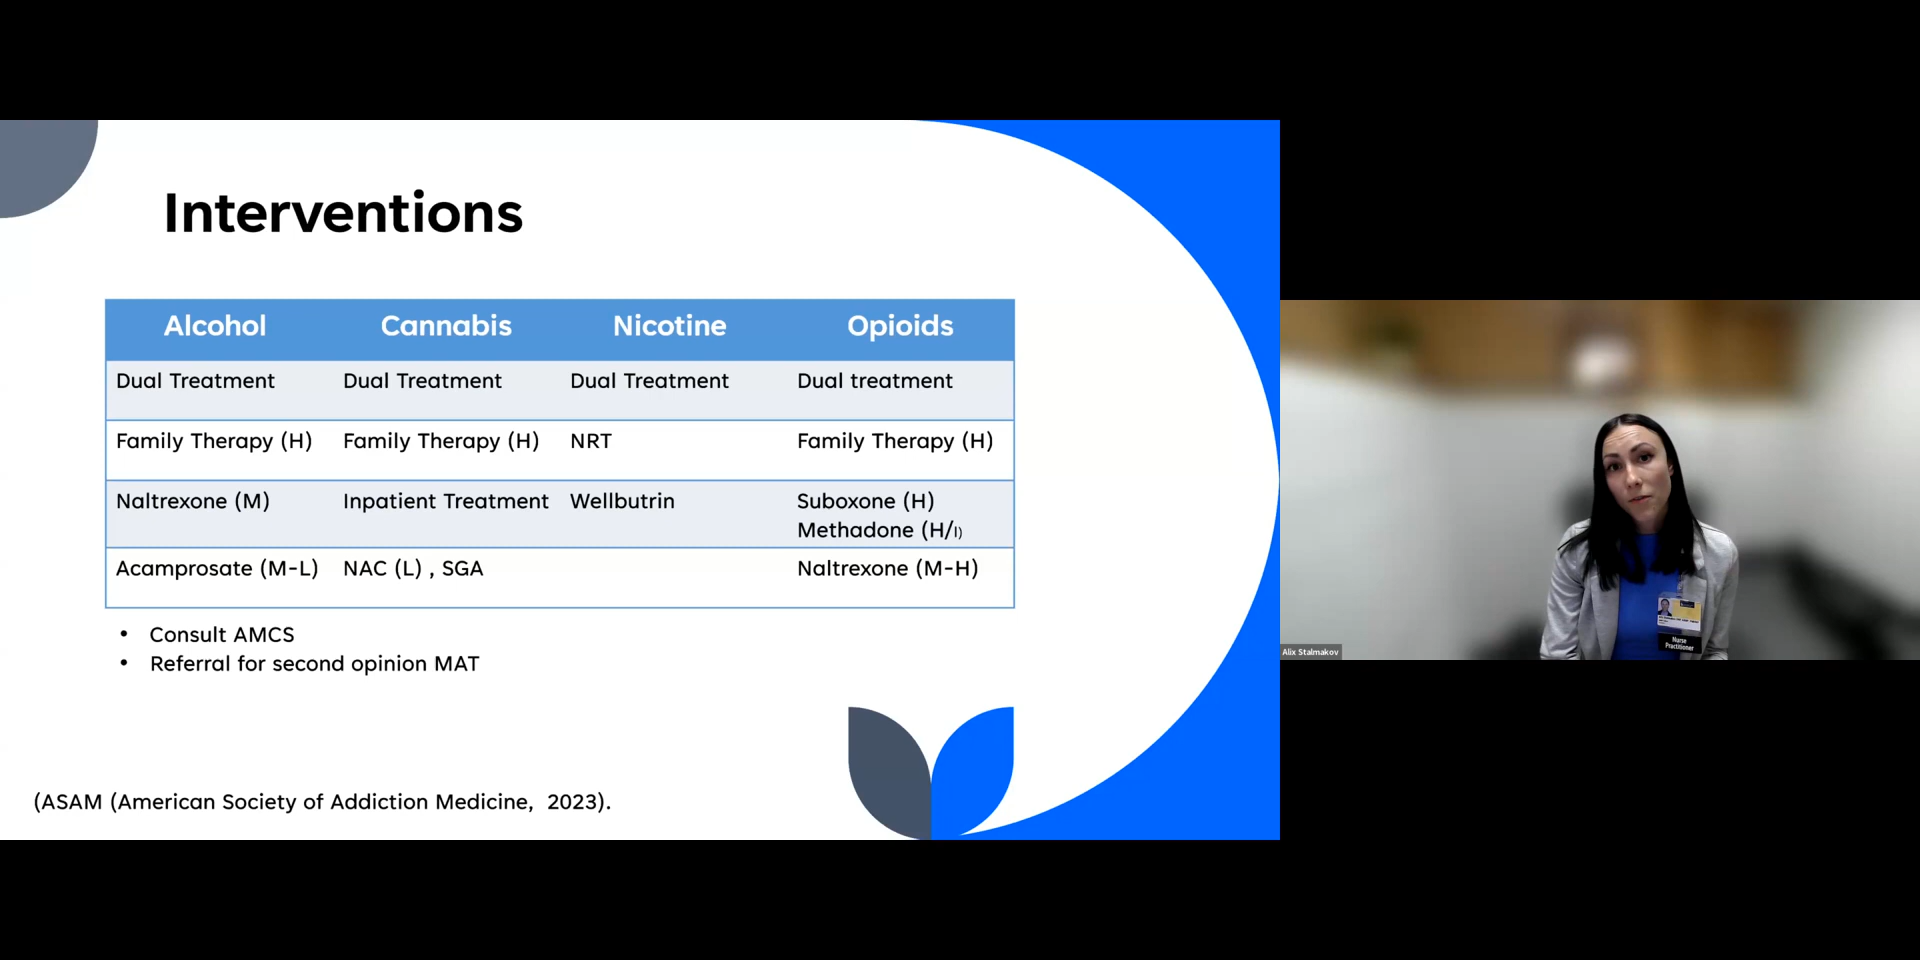 Interventions
Alcohol Cannabis Nicotine Opioids
Dual Treatment Dual Treatment Dual Treatment Dual treatment
Family Therapy (H) Family Therapy (H) NRT Family Therapy (H)
Naltrexone (M) Inpatient Treatment Wellbutrin Suboxone (H)
Methadone (H/I)
Acamprosate (M-L) NAC (L) , SGA Naltrexone (M-H)
• Consult AMCS
• Referral for second opinion MAT
(ASAM (American Society of Addiction Medicine, 2023).
Nurse
Practitioner
Alix Stalmakov